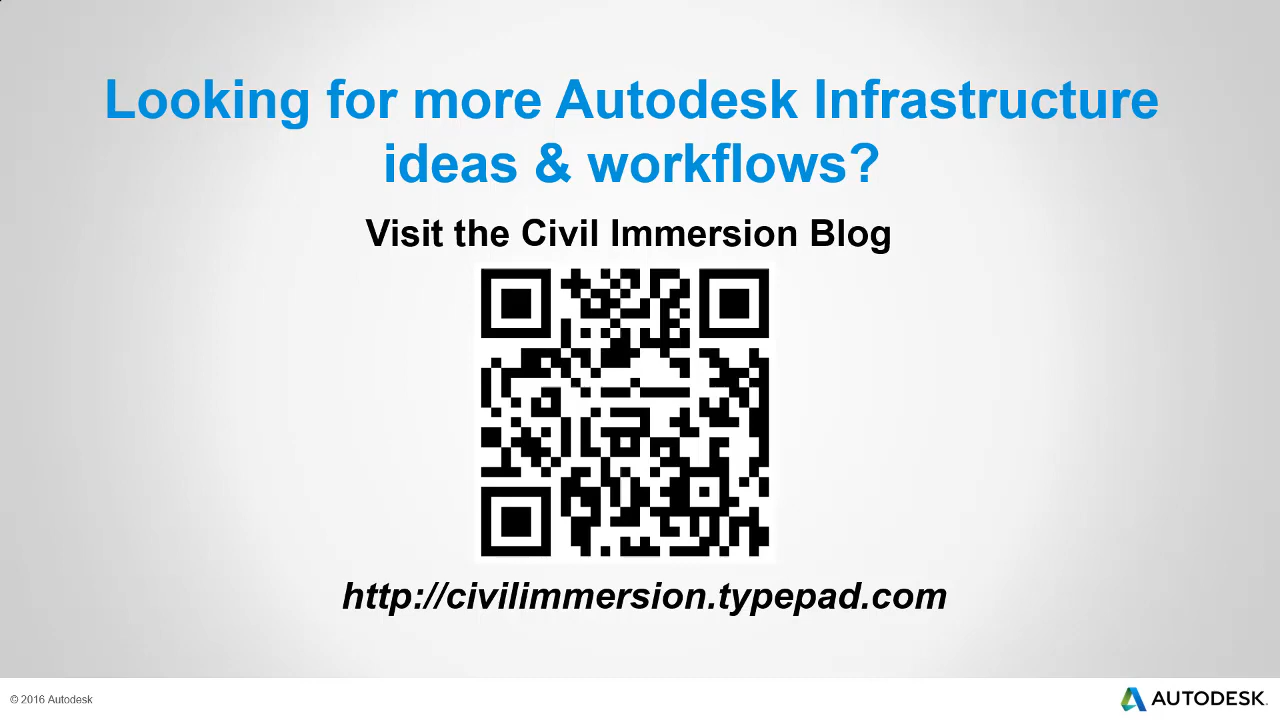 Looking for more Autodesk Infrastructure
ideas & workflows?
Visit the Civil Immersion Blog
http://civilimmersion.typepad.com
© 2016 Autodesk
AUTODESK.